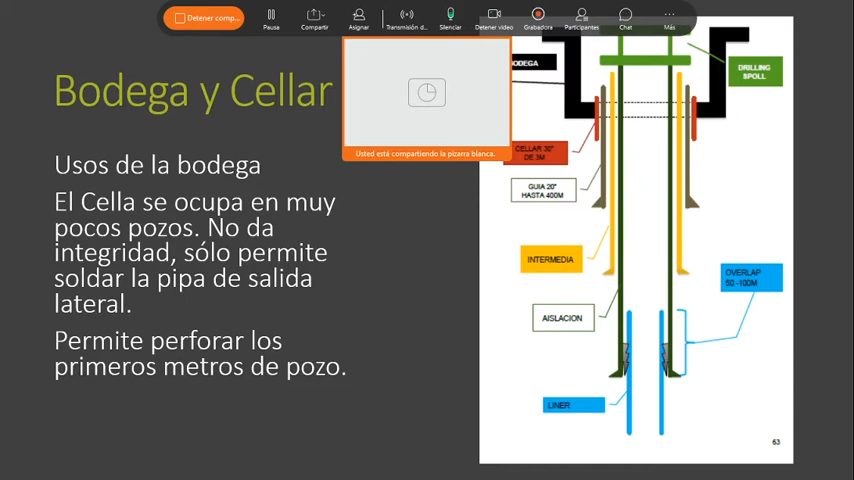 Detener comp...
Pausa
Compartir
Asignar
Transmisión d...
Silenciar
Detener video
Grabadora
Participantes
Chat
Más
Bodega y Cellar
Usted está compartiendo la pizarra blanca.
Usos de la bodega
El Cella se ocupa en muy
pocos pozos. No da
integridad, sólo permite
soldar la pipa de salida
lateral.
Permite perforar los
primeros metros de pozo.
ODEGA
DRILLING
SPOLL
CELLAR 30"
DE 3M
GUIA 20"
HASTA 400M
INTERMEDIA
OVERLAP
50 -100M
AISLACION
LINER
63